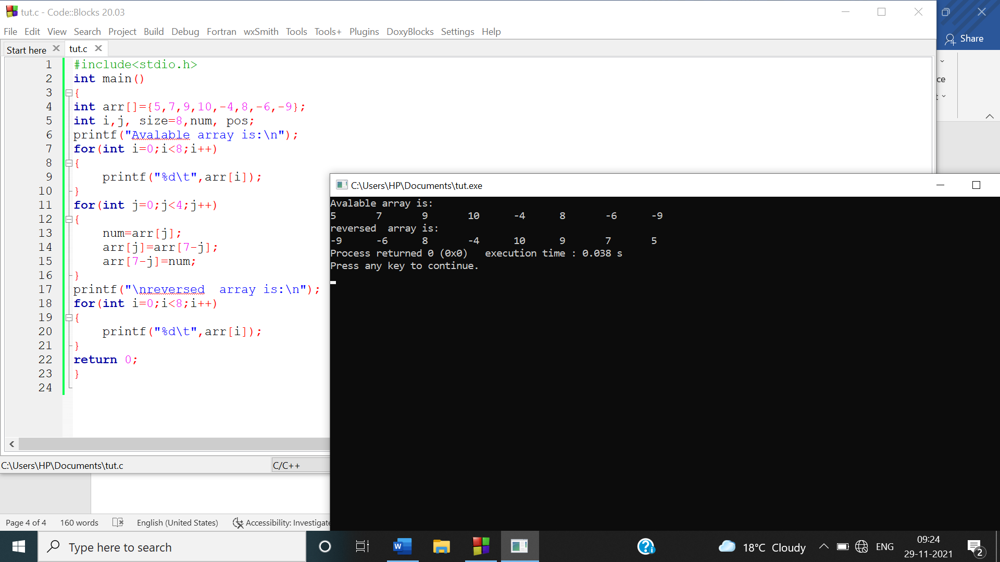 tut.c - Code::Blocks 20.03
File Edit View Search Project Build Debug Fortran wxSmith Tools Tools+ Plugins DoxyBlocks Settings Help
Share
Start here
tut.c
ce
1 #include<stdio.h>
2 int main()
3 {
4 int arr[]={5,7,9,10,-4,8,-6,-9};
5 int i,j, size=8,num, pos;
6 printf("Avalable array is:\n");
7 for(int i=0;i<8;i++)
8 {
9     printf("%d\t",arr[i]);
10 }
11 for(int j=0;j<4;j++)
12 {
13     num=arr[j];
14     arr[j]=arr[7-j];
15     arr[7-j]=num;
16 }
17 printf("\nreversed  array is:\n");
18 for(int i=0;i<8;i++)
19 {
20     printf("%d\t",arr[i]);
21 }
22 return 0;
23 }
24
C:\Users\HP\Documents\tut.exe
Avalable array is:
5 7 9 10 -4 8 -6 -9
reversed  array is:
-9 -6 8 -4 10 9 7 5
Process returned 0 (0x0)   execution time : 0.038 s
Press any key to continue.
C:\Users\HP\Documents\tut.c
C/C++
Page 4 of 4 160 words English (United States) Accessibility: Investigate
Type here to search
18°C Cloudy
ENG
09:24
29-11-2021
2